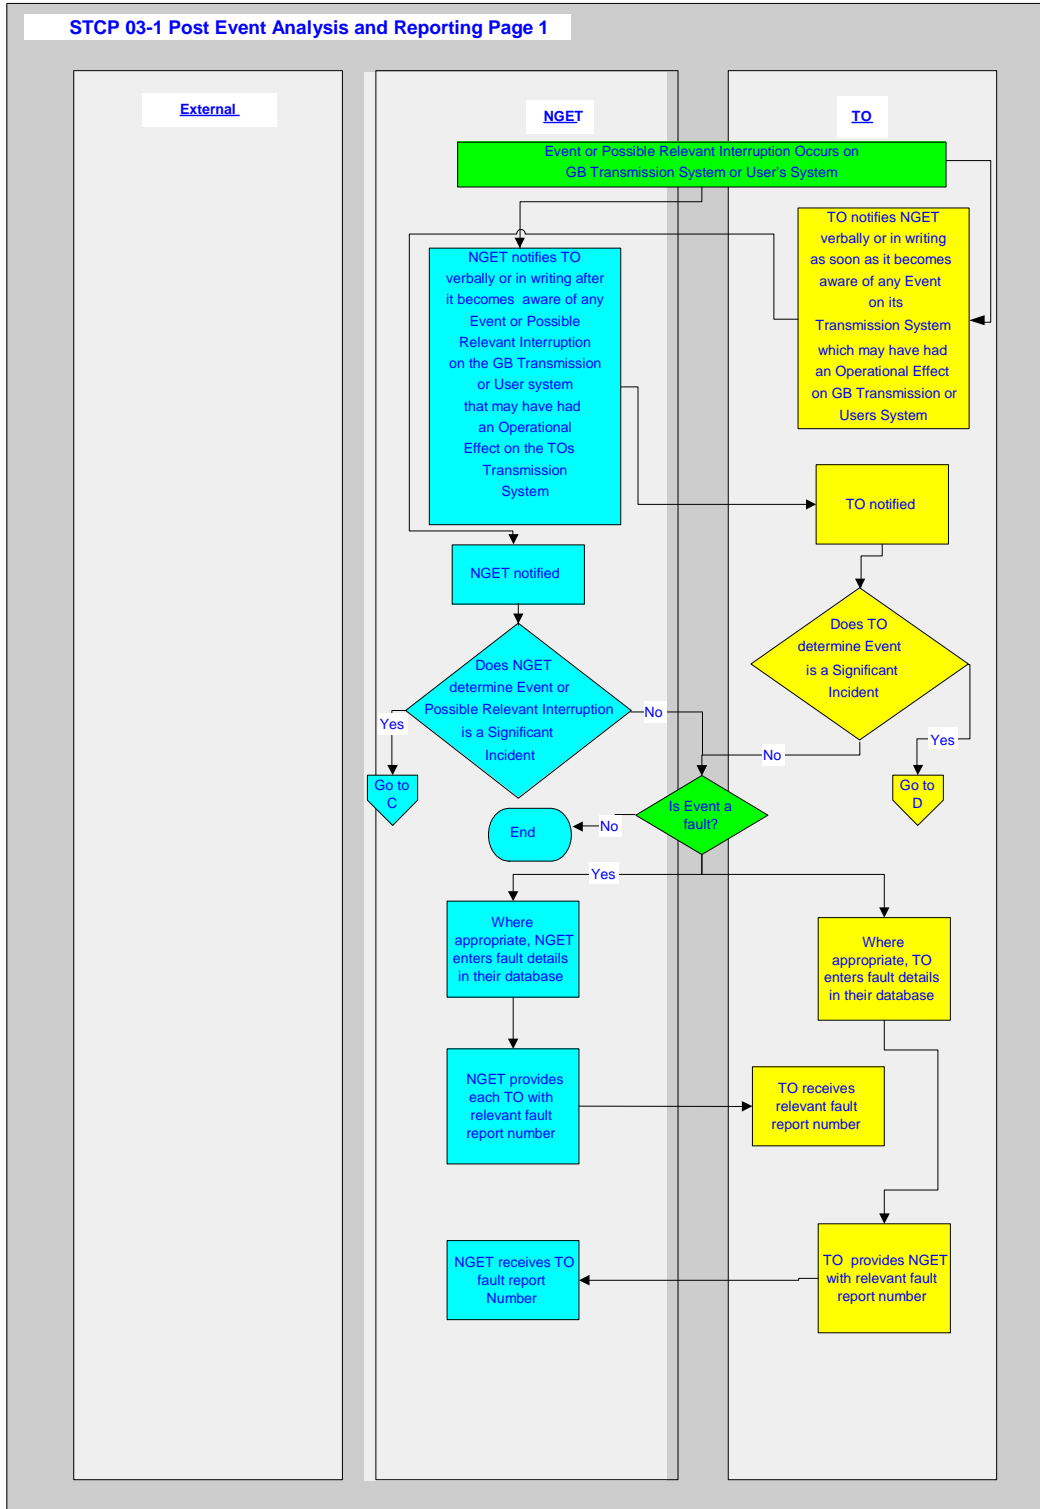 STCP 03-1 Post Event Analysis and Reporting Page 1
External
NGET
TO
Event or Possible Relevant Interruption Occurs on
GB Transmission System or User's System
TO notifies NGET
verbally or in writing
as soon as it becomes
aware of any Event
on its
Transmission System
which may have had
an Operational Effect
on GB Transmission or
Users System
NGET notifies TO
verbally or in writing after
it becomes aware of any
Event or Possible
Relevant Interruption
on the GB Transmission
or User system
that may have had
an Operational
Effect on the TOs
Transmission
System
TO notified
NGET notified
Does TO
determine Event
is a Significant
Incident
Does NGET
determine Event or
Possible Relevant Interruption
is a Significant
Incident
Yes
No
No
Yes
Go to
C
Go to
D
Is Event a
fault?
No
End
Yes
Where
appropriate, NGET
enters fault details
in their database
Where
appropriate, TO
enters fault details
in their database
NGET provides
each TO with
relevant fault
report number
TO receives
relevant fault
report number
NGET receives TO
fault report
Number
TO provides NGET
with relevant fault
report number